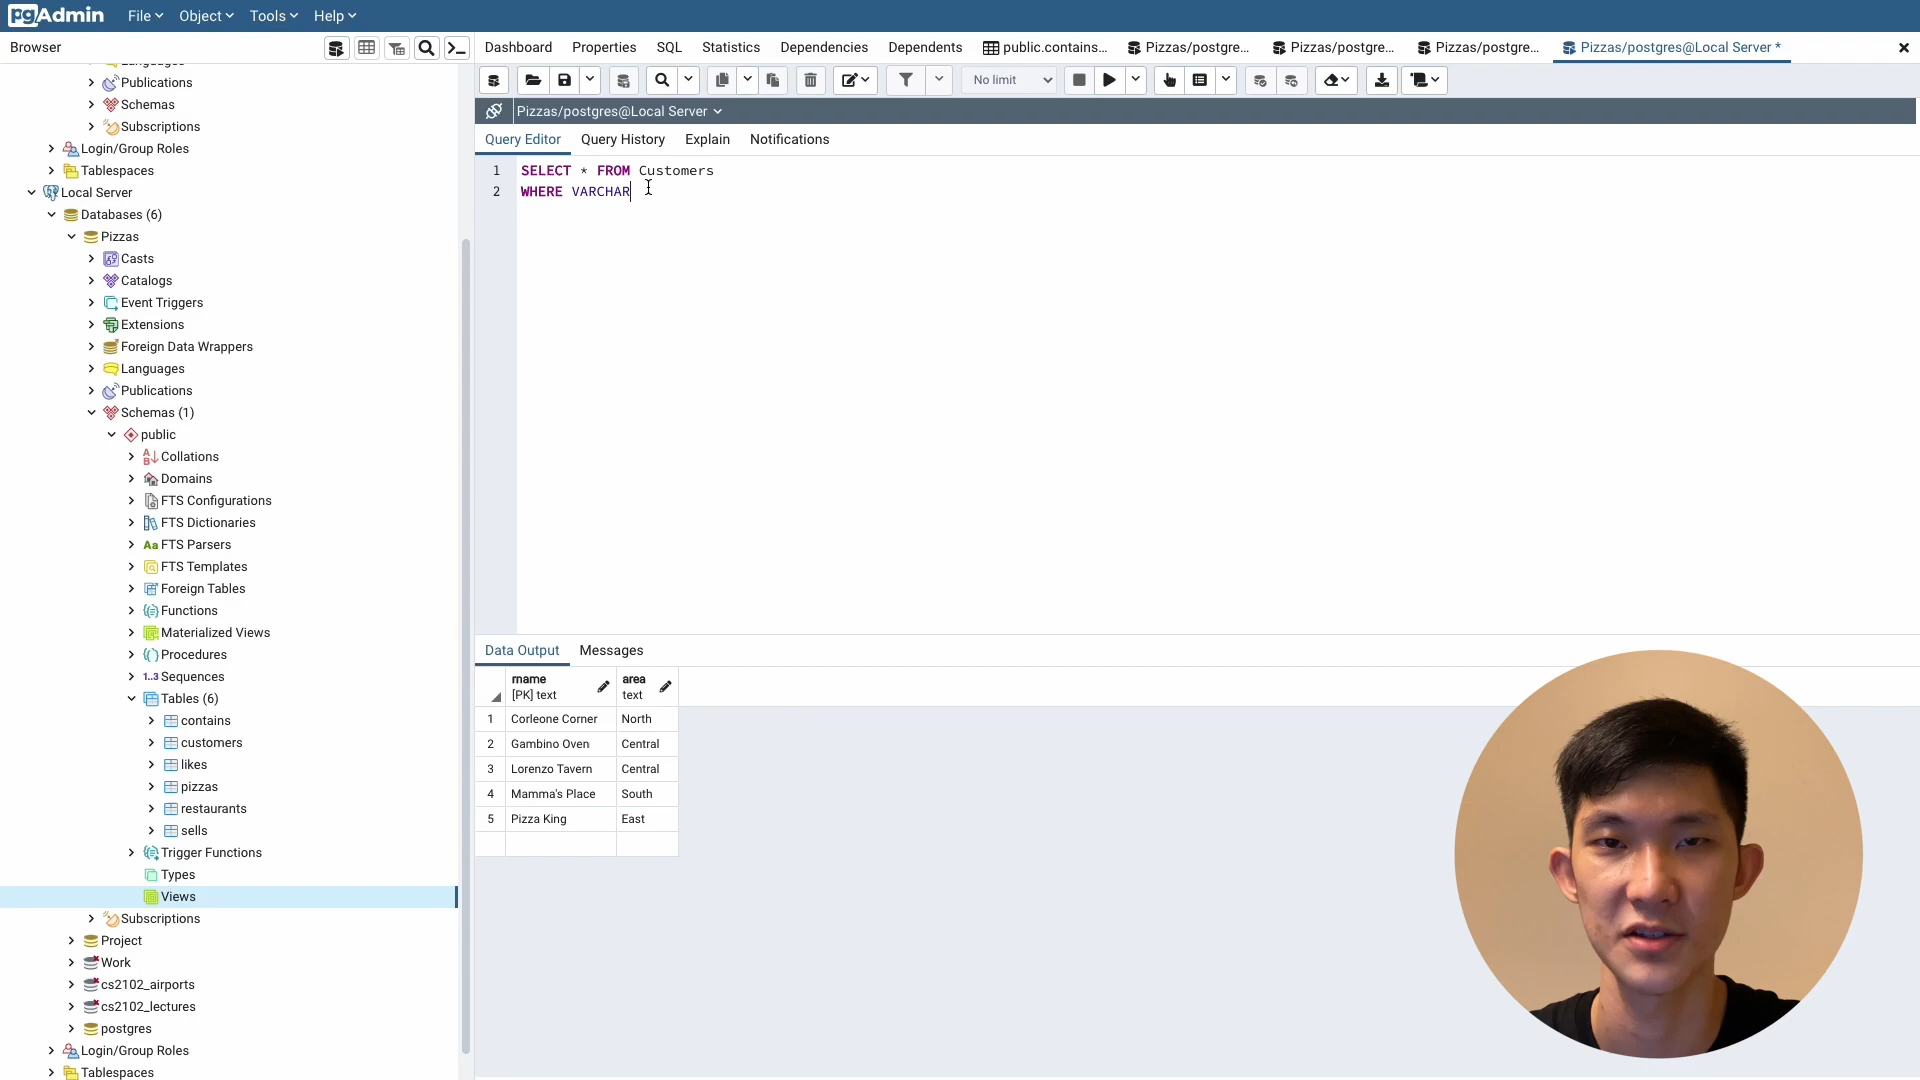 pgAdmin File Object Tools Help
Browser
Dashboard Properties SQL Statistics Dependencies Dependents public.contains... Pizzas/postgre... Pizzas/postgre... Pizzas/postgre... Pizzas/postgres@Local Server *
No limit
Pizzas/postgres@Local Server
Query Editor Query History Explain Notifications
1 SELECT * FROM Customers
2 WHERE VARCHAR
Languages
Publications
Schemas
Subscriptions
Login/Group Roles
Tablespaces
Local Server
Databases (6)
Pizzas
Casts
Catalogs
Event Triggers
Extensions
Foreign Data Wrappers
Languages
Publications
Schemas (1)
public
Collations
Domains
FTS Configurations
FTS Dictionaries
Aa FTS Parsers
FTS Templates
Foreign Tables
Functions
Materialized Views
Procedures
1..3 Sequences
Tables (6)
contains
customers
likes
pizzas
restaurants
sells
Trigger Functions
Types
Views
Subscriptions
Project
Work
cs2102_airports
cs2102_lectures
postgres
Login/Group Roles
Tablespaces
Data Output Messages
rname area
[PK] text text
1 Corleone Corner North
2 Gambino Oven Central
3 Lorenzo Tavern Central
4 Mamma's Place South
5 Pizza King East